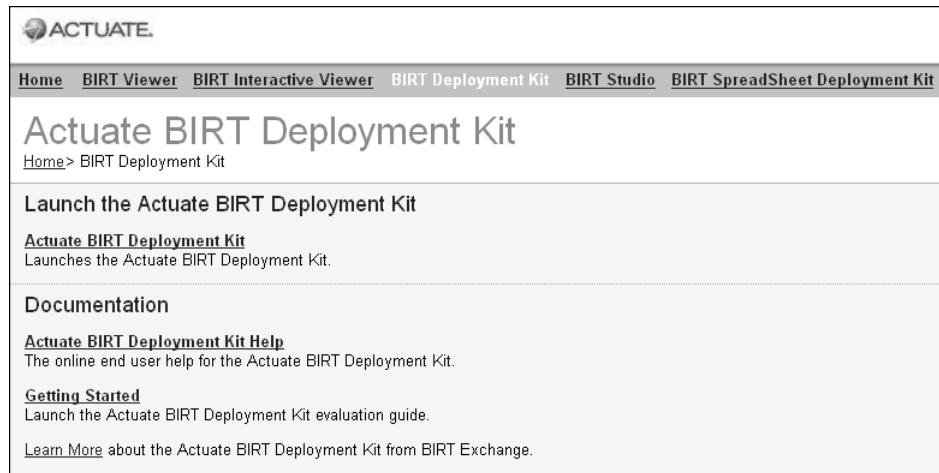 ACTUATE.
Home BIRT Viewer BIRT Interactive Viewer BIRT Deployment Kit BIRT Studio BIRT SpreadSheet Deployment Kit
Actuate BIRT Deployment Kit
Home> BIRT Deployment Kit
Launch the Actuate BIRT Deployment Kit
Actuate BIRT Deployment Kit
Launches the Actuate BIRT Deployment Kit.
Documentation
Actuate BIRT Deployment Kit Help
The online end user help for the Actuate BIRT Deployment Kit.
Getting Started
Launch the Actuate BIRT Deployment Kit evaluation guide.
Learn More about the Actuate BIRT Deployment Kit from BIRT Exchange.